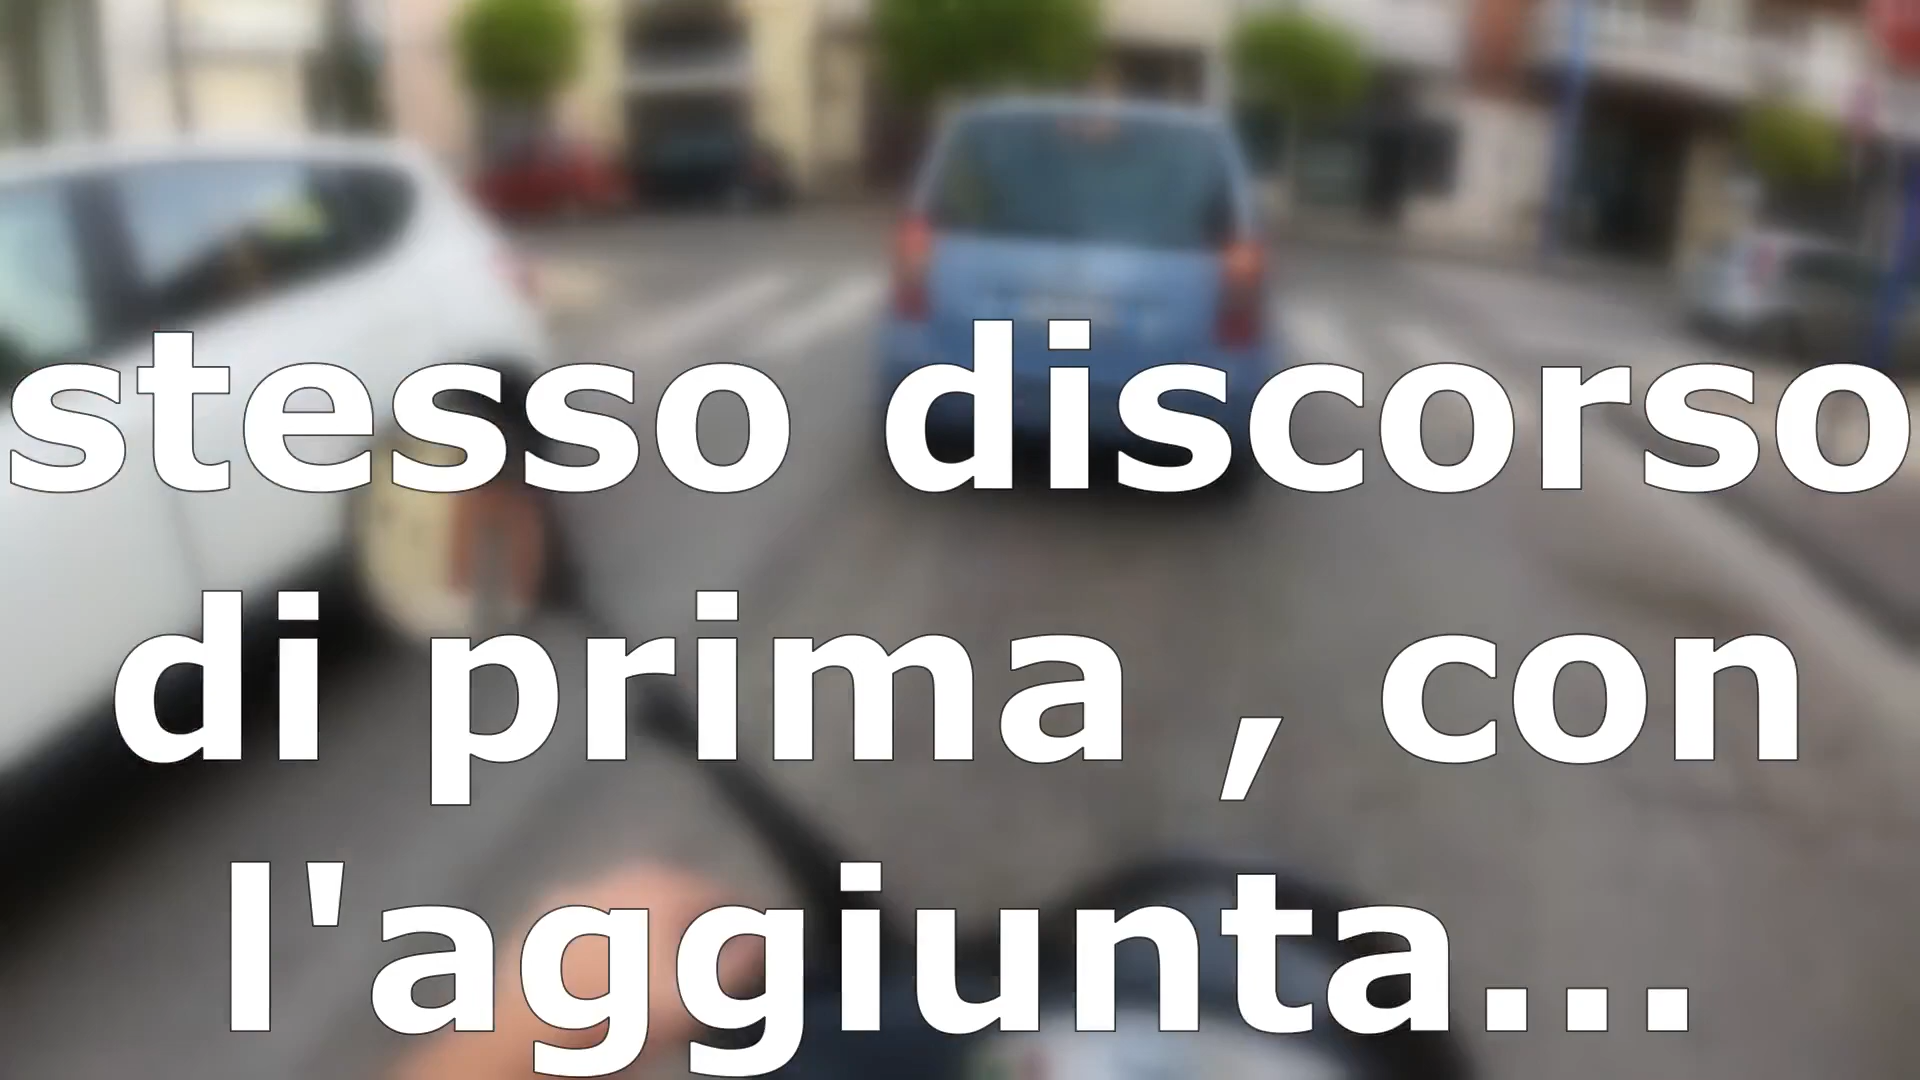 stesso discorso
di prima , con
l'aggiunta...